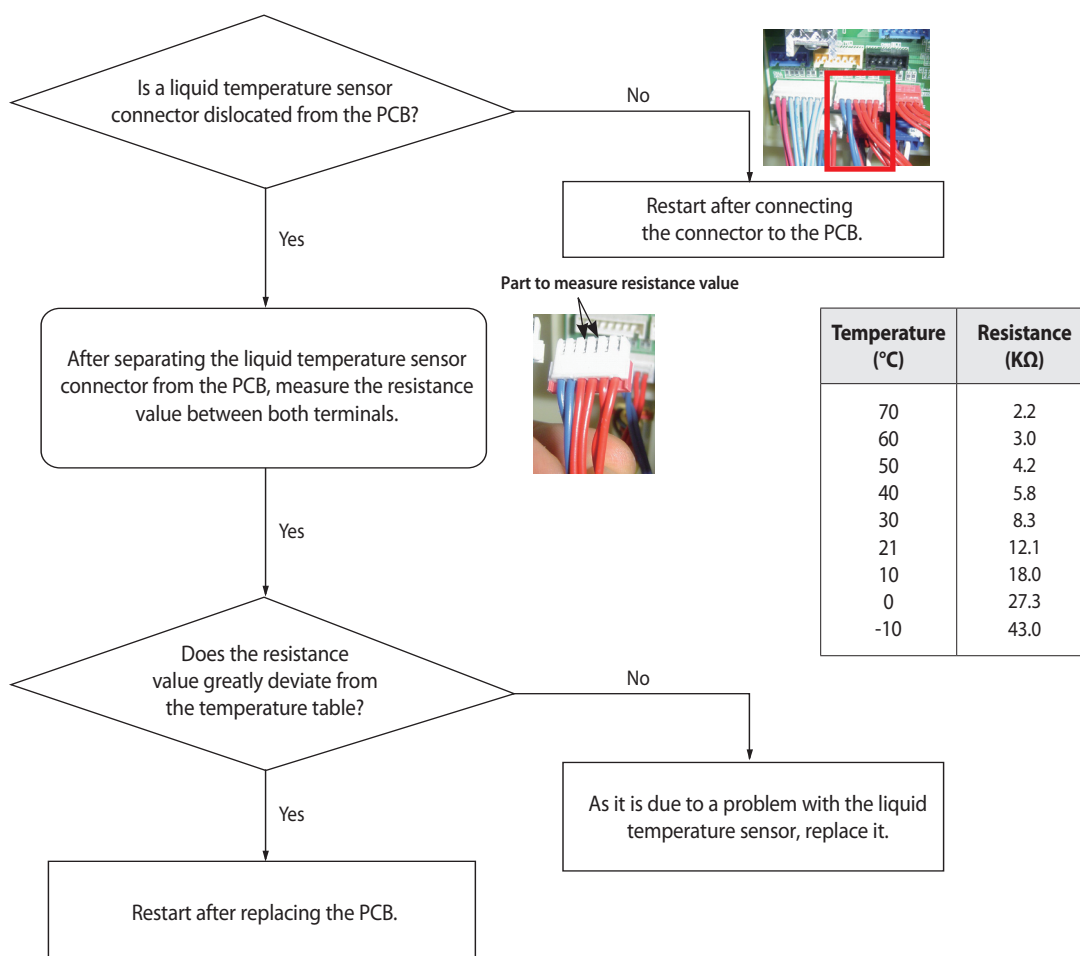 Is a liquid temperature sensor
connector dislocated from the PCB?
No
Restart after connecting
the connector to the PCB.
Yes
Part to measure resistance value
After separating the liquid temperature sensor
connector from the PCB, measure the resistance
value between both terminals.
Temperature Resistance
(°C) (KΩ)
70 2.2
60 3.0
50 4.2
40 5.8
30 8.3
21 12.1
10 18.0
0 27.3
-10 43.0
Yes
Does the resistance
value greatly deviate from
the temperature table?
No
As it is due to a problem with the liquid
temperature sensor, replace it.
Yes
Restart after replacing the PCB.